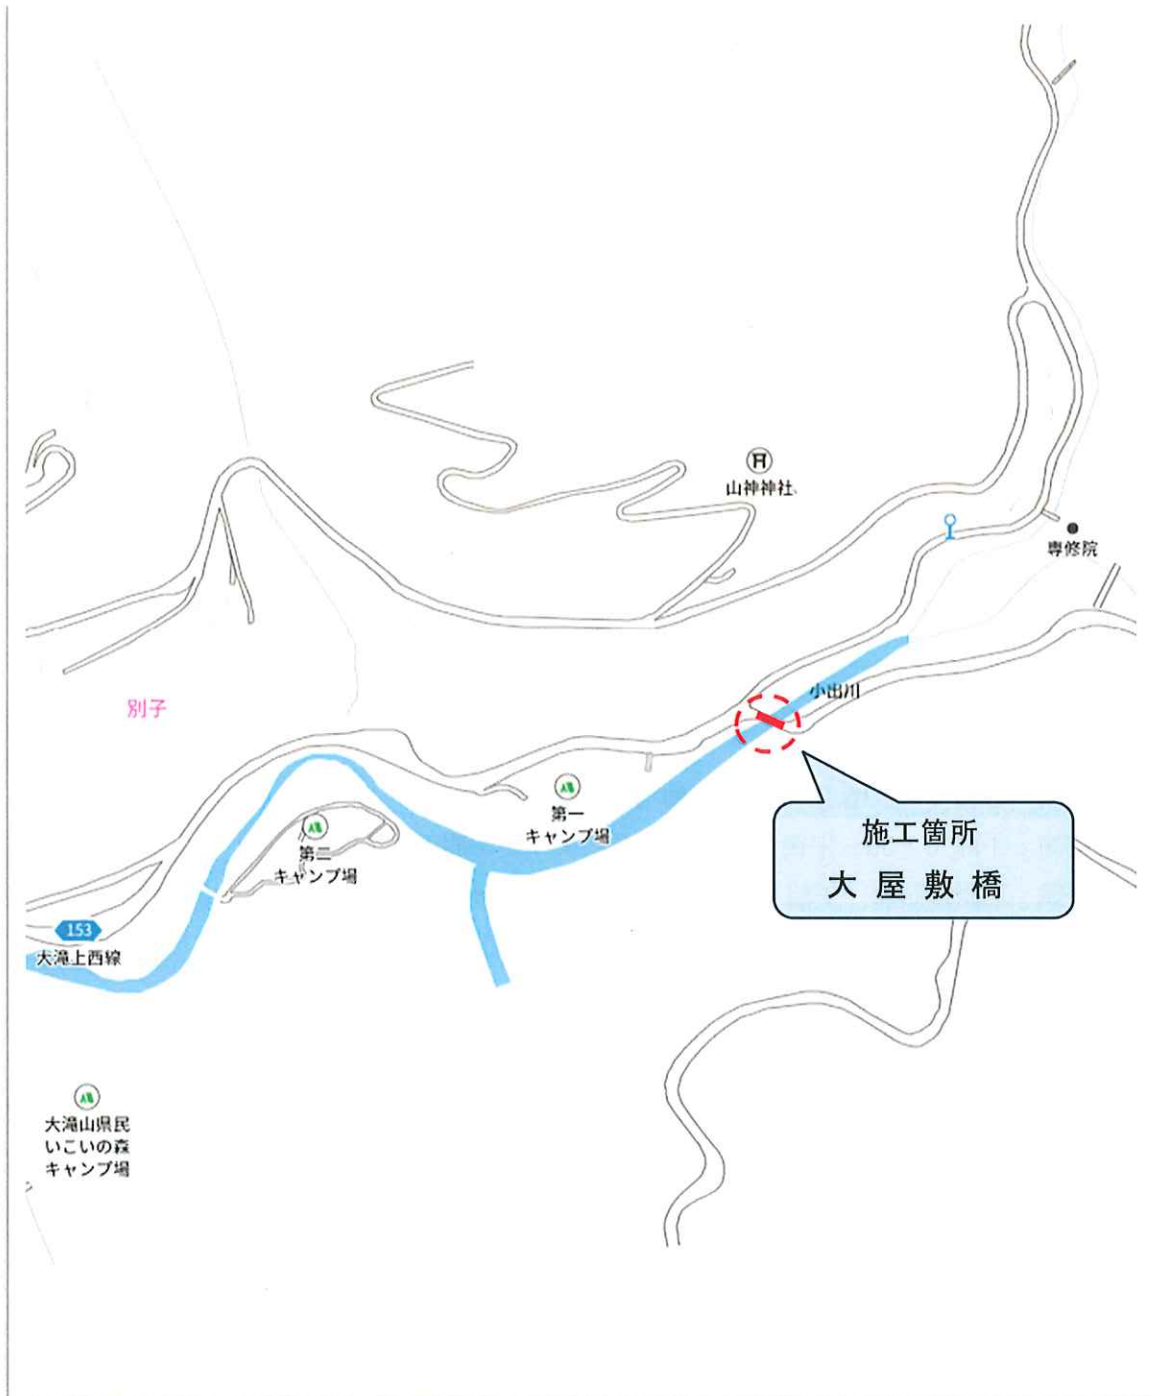 山神神社
専修院
小出川
別子
第一
キャンプ場
施工箇所
大屋敷橋
第二
キャンプ場
153
大滝上西線
大滝山県民
いこいの森
キャンプ場